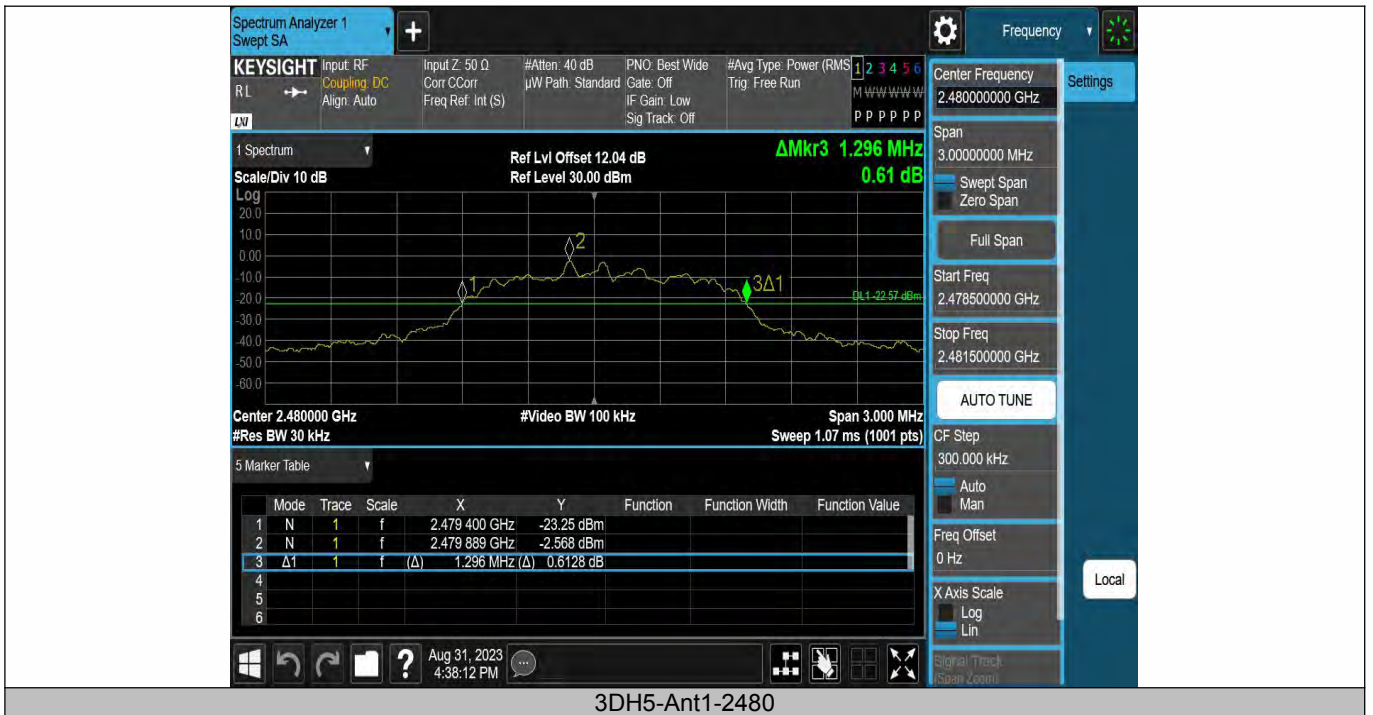 Spectrum Analyzer 1
Swept SA
+
Frequency
KEYSIGHT
RL
LXI
Input: RF
Coupling: DC
Align: Auto
Input Z: 50 Ω
Corr CCorr
Freq Ref: Int (S)
#Atten: 40 dB
µW Path: Standard
PNO: Best Wide
Gate: Off
IF Gain: Low
Sig Track: Off
#Avg Type: Power (RMS
Trig: Free Run
1 2 3 4 5 6
M W W W W W
P P P P P P
1 Spectrum
Scale/Div 10 dB
Ref Lvl Offset 12.04 dB
Ref Level 30.00 dBm
ΔMkr3 1.296 MHz
0.61 dB
Log
20.0
10.0
0.00
-10.0
-20.0
-30.0
-40.0
-50.0
-60.0
1
2
3Δ1
DL1 -22.57 dBm
Center 2.480000 GHz
#Video BW 100 kHz
Span 3.000 MHz
#Res BW 30 kHz
Sweep 1.07 ms (1001 pts)
5 Marker Table
Mode Trace Scale X Y Function Function Width Function Value
1 N 1 f 2.479 400 GHz -23.25 dBm
2 N 1 f 2.479 889 GHz -2.568 dBm
3 Δ1 1 f (Δ) 1.296 MHz (Δ) 0.6128 dB
4
5
6
Aug 31, 2023
4:38:12 PM
Center Frequency
2.480000000 GHz
Span
3.00000000 MHz
Swept Span
Zero Span
Full Span
Start Freq
2.478500000 GHz
Stop Freq
2.481500000 GHz
AUTO TUNE
CF Step
300.000 kHz
Auto
Man
Freq Offset
0 Hz
X Axis Scale
Log
Lin
Signal Track
(Span Zoom)
Settings
Local
3DH5-Ant1-2480